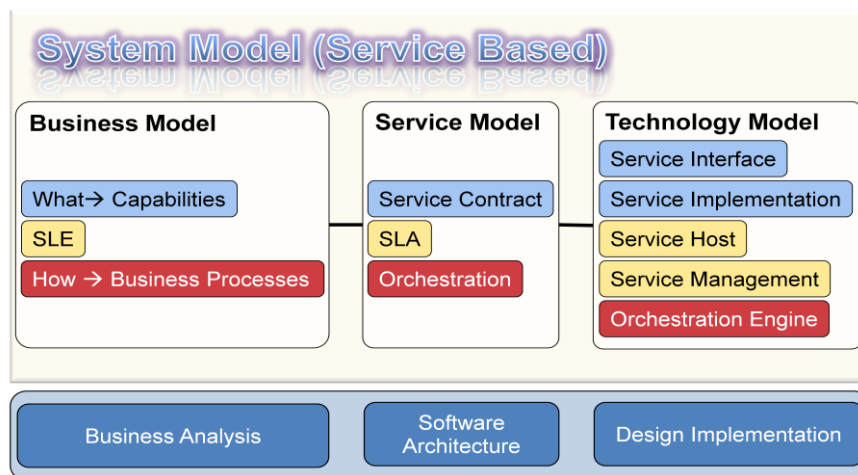 System Model (Service Based)
Business Model
What→ Capabilities
SLE
How → Business Processes
Service Model
Service Contract
SLA
Orchestration
Technology Model
Service Interface
Service Implementation
Service Host
Service Management
Orchestration Engine
Business Analysis
Software
Architecture
Design Implementation